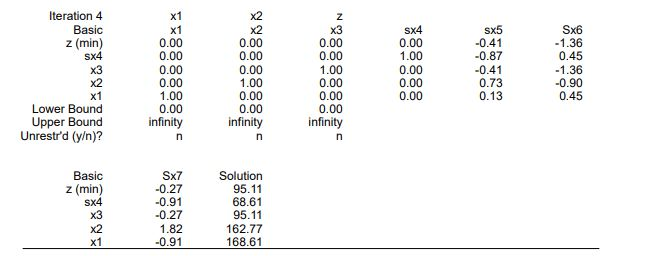 Iteration 4 x1 x2 z
Basic x1 x2 x3 sx4 sx5 Sx6
z (min) 0.00 0.00 0.00 0.00 -0.41 -1.36
sx4 0.00 0.00 0.00 1.00 -0.87 0.45
x3 0.00 0.00 1.00 0.00 -0.41 -1.36
x2 0.00 1.00 0.00 0.00 0.73 -0.90
x1 1.00 0.00 0.00 0.00 0.13 0.45
Lower Bound 0.00 0.00 0.00
Upper Bound infinity infinity infinity
Unrestr'd (y/n)? n n n
Basic Sx7 Solution
z (min) -0.27 95.11
sx4 -0.91 68.61
x3 -0.27 95.11
x2 1.82 162.77
x1 -0.91 168.61